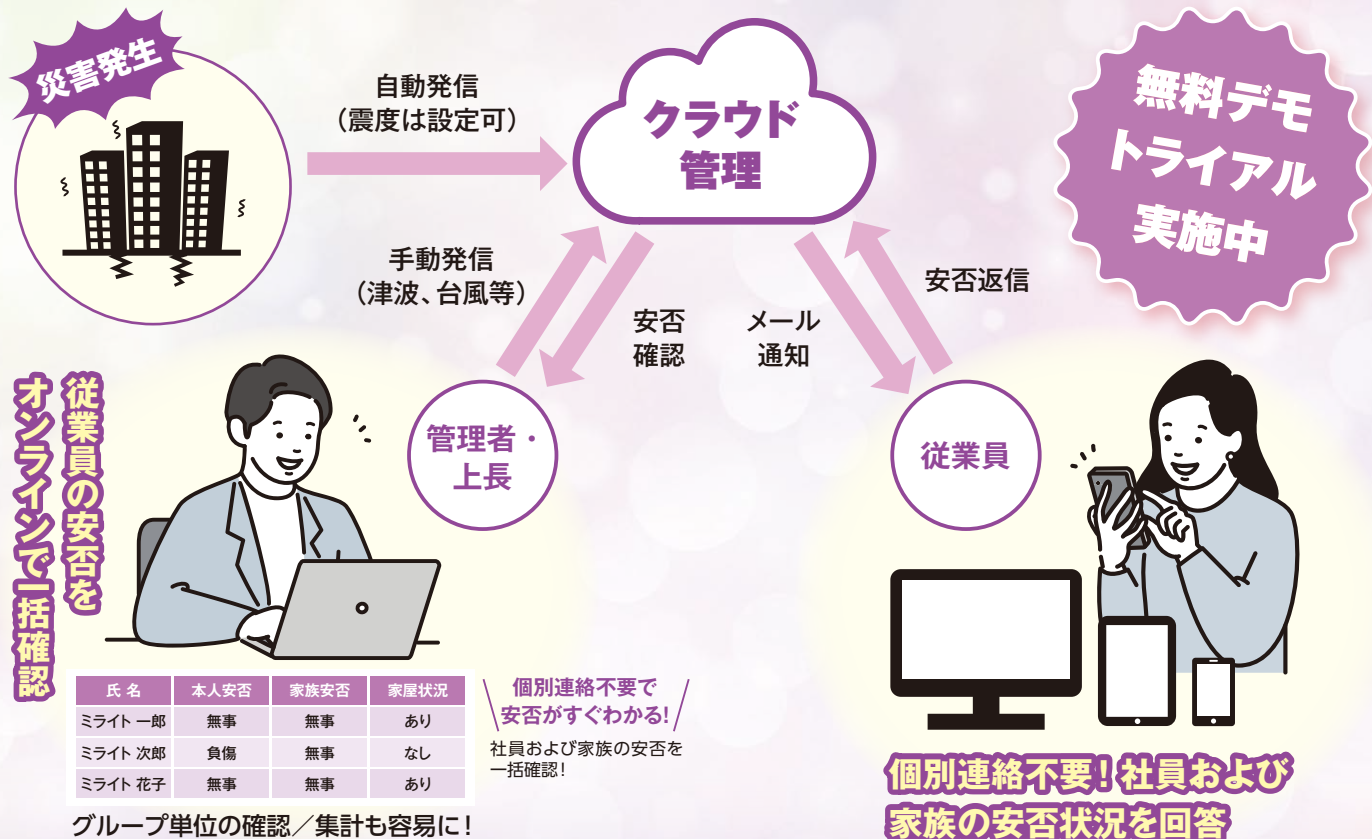 災害発生
自動発信
（震度は設定可）
クラウド
管理
無料デモ
トライアル
実施中
手動発信
（津波、台風等）
安否
確認
メール
通知
安否返信
従業員の安否を
オンラインで一括確認
管理者・
上長
従業員
氏 名 本人安否 家族安否 家屋状況
ミライト 一郎 無事 無事 あり
ミライト 次郎 負傷 無事 なし
ミライト 花子 無事 無事 あり
グループ単位の確認／集計も容易に！
個別連絡不要で
安否がすぐわかる!
社員および家族の安否を
一括確認！
個別連絡不要！社員および
家族の安否状況を回答